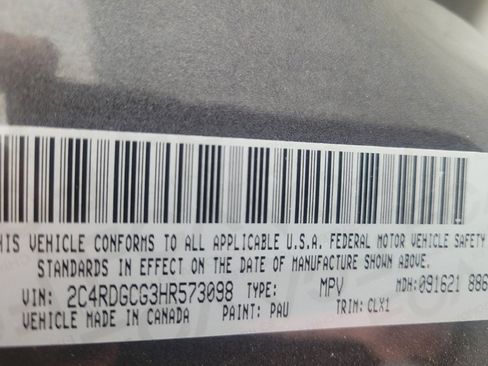 HIS VEHICLE CONFORMS TO ALL APPLICABLE U.S.A. FEDERAL MOTOR VEHICLE SAFETY
STANDARDS IN EFFECT ON THE DATE OF MANUFACTURE SHOWN ABOVE.
VIN: 2C4RDGCG3HR573098 TYPE: MPV MDH:091621 886
VEHICLE MADE IN CANADA PAINT: PAU TRIM: CLX1